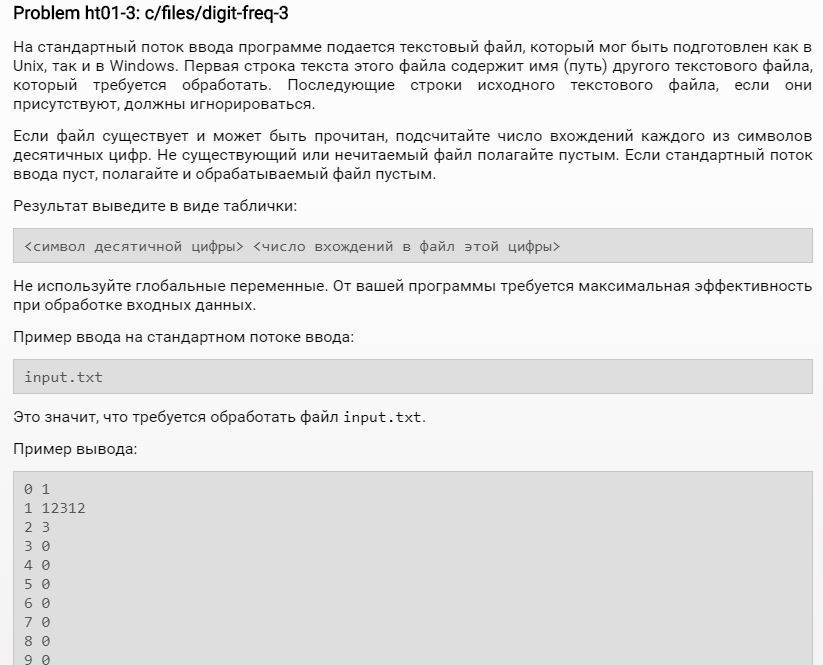 Problem ht01-3: c/files/digit-freq-3
На стандартный поток ввода программе подается текстовый файл, который мог быть подготовлен как в
Unix, так и в Windows. Первая строка текста этого файла содержит имя (путь) другого текстового файла,
который требуется обработать. Последующие строки исходного текстового файла, если они
присутствуют, должны игнорироваться.
Если файл существует и может быть прочитан, подсчитайте число вхождений каждого из символов
десятичных цифр. Не существующий или нечитаемый файл полагайте пустым. Если стандартный поток
ввода пуст, полагайте и обрабатываемый файл пустым.
Результат выведите в виде таблички:
<символ десятичной цифры> <число вхождений в файл этой цифры>
Не используйте глобальные переменные. От вашей программы требуется максимальная эффективность
при обработке входных данных.
Пример ввода на стандартном потоке ввода:
input.txt
Это значит, что требуется обработать файл input.txt.
Пример вывода:
0 1
1 12312
2 3
3 0
4 0
5 0
6 0
7 0
8 0
9 0